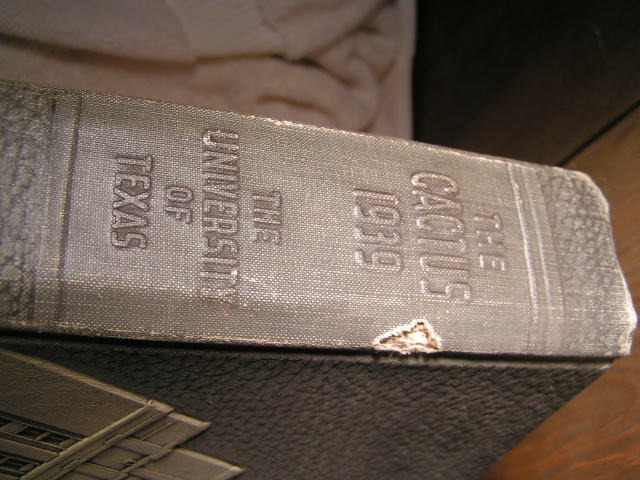 THE
CACTUS
1939
THE
UNIVERSITY
OF
TEXAS